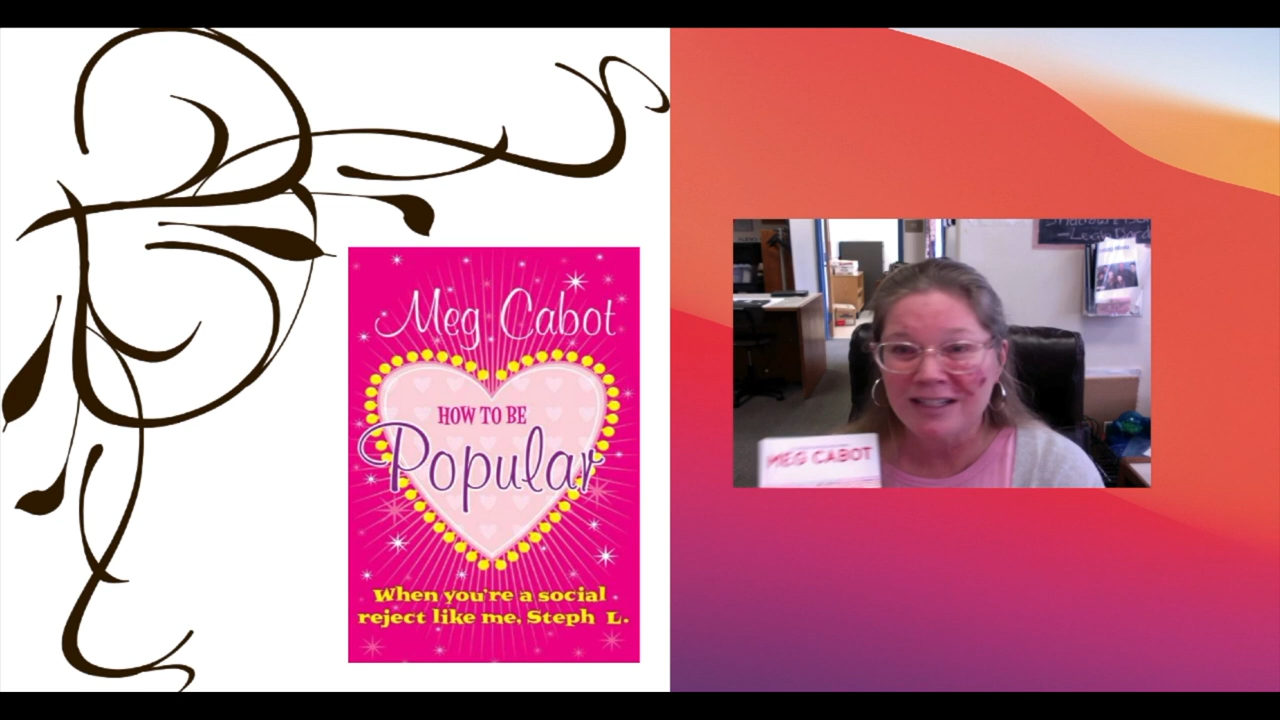 Meg Cabot
HOW TO BE
Popular
When you're a social
reject like me, Steph L.
MEG CABOT